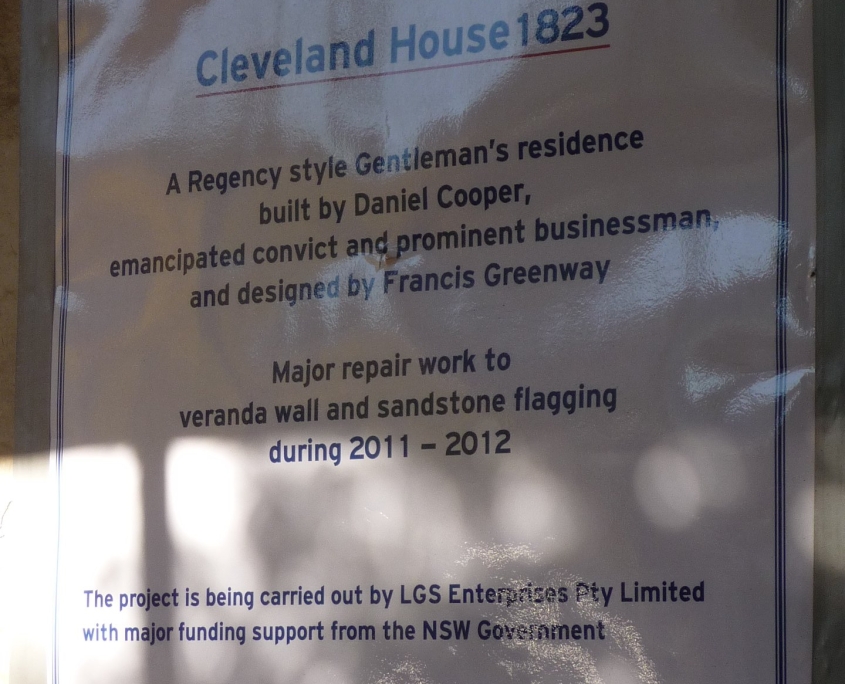 Cleveland House 1823
A Regency style Gentleman's residence
built by Daniel Cooper,
emancipated convict and prominent businessman,
and designed by Francis Greenway
Major repair work to
veranda wall and sandstone flagging
during 2011 – 2012
The project is being carried out by LGS Enterprises Pty Limited
with major funding support from the NSW Government